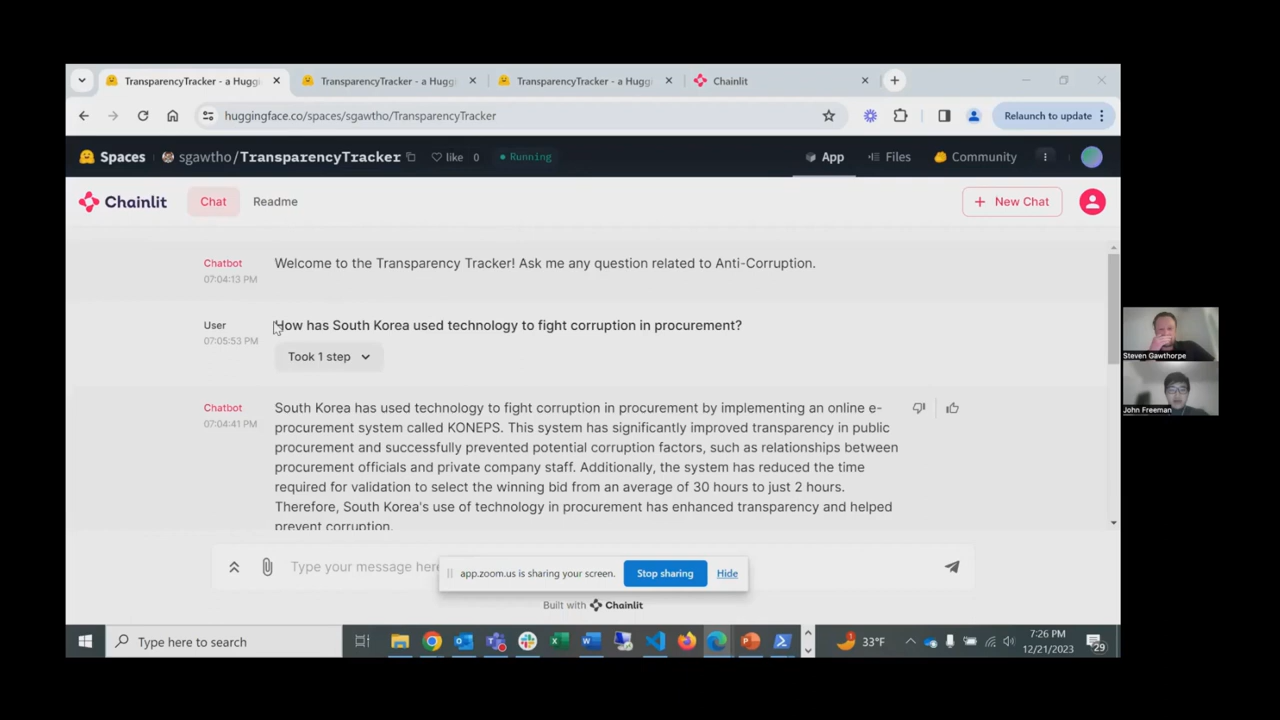 TransparencyTracker - a Hugg
TransparencyTracker - a Hugg
TransparencyTracker - a Hugg
Chainlit
huggingface.co/spaces/sgawtho/TransparencyTracker
Relaunch to update
Spaces
sgawtho/TransparencyTracker
like 0
Running
App
Files
Community
Chainlit
Chat
Readme
+ New Chat
Chatbot
07:04:13 PM
Welcome to the Transparency Tracker! Ask me any question related to Anti-Corruption.
User
07:05:53 PM
How has South Korea used technology to fight corruption in procurement?
Took 1 step
Chatbot
07:04:41 PM
South Korea has used technology to fight corruption in procurement by implementing an online e-
procurement system called KONEPS. This system has significantly improved transparency in public
procurement and successfully prevented potential corruption factors, such as relationships between
procurement officials and private company staff. Additionally, the system has reduced the time
required for validation to select the winning bid from an average of 30 hours to just 2 hours.
Therefore, South Korea's use of technology in procurement has enhanced transparency and helped
prevent corruption.
Type your message here
app.zoom.us is sharing your screen.
Stop sharing
Hide
Built with Chainlit
Steven Gawthorpe
John Freeman
Type here to search
33°F
7:26 PM
12/21/2023
29